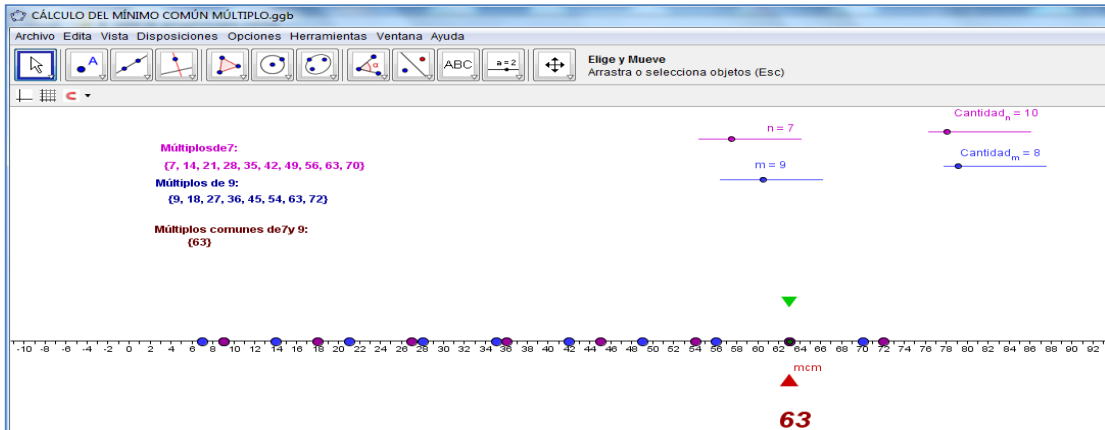 CÁLCULO DEL MÍNIMO COMÚN MÚLTIPLO.ggb
Archivo Edita Vista Disposiciones Opciones Herramientas Ventana Ayuda
A ABC a=2 Elige y Mueve
Arrastra o selecciona objetos (Esc)
Múltiplosde7:
{7, 14, 21, 28, 35, 42, 49, 56, 63, 70}
Múltiplos de 9:
{9, 18, 27, 36, 45, 54, 63, 72}
Múltiplos comunes de7y 9:
{63}
n = 7
m = 9
Cantidadn = 10
Cantidadm = 8
-10 -8 -6 -4 -2 0 2 4 6 8 10 12 14 16 18 20 22 24 26 28 30 32 34 36 38 40 42 44 46 48 50 52 54 56 58 60 62 64 66 68 70 72 74 76 78 80 82 84 86 88 90 92
mcm
63